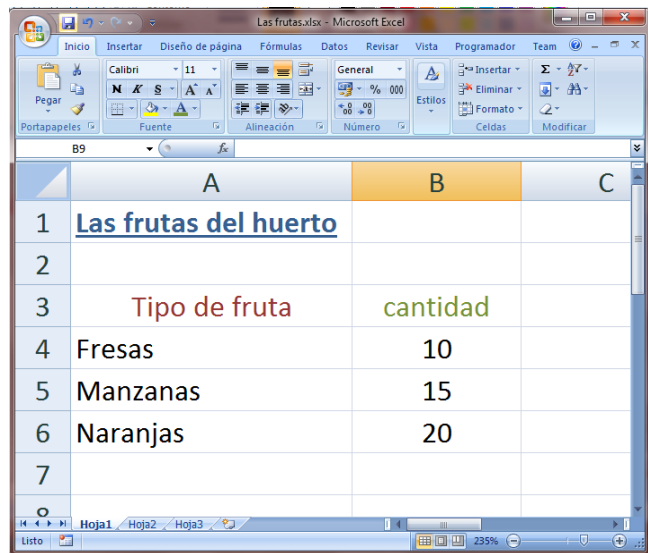 Las frutas.xlsx - Microsoft Excel
Inicio Insertar Diseño de página Fórmulas Datos Revisar Vista Programador Team
Pegar
Calibri 11
General
Insertar
N K S A A
% 000
Estilos
Eliminar
Formato
Portapapeles Fuente Alineación Número Celdas Modificar
B9 fx
A B C
1 Las frutas del huerto
2
3 Tipo de fruta cantidad
4 Fresas 10
5 Manzanas 15
6 Naranjas 20
7
8
Hoja1 Hoja2 Hoja3
Listo 235%